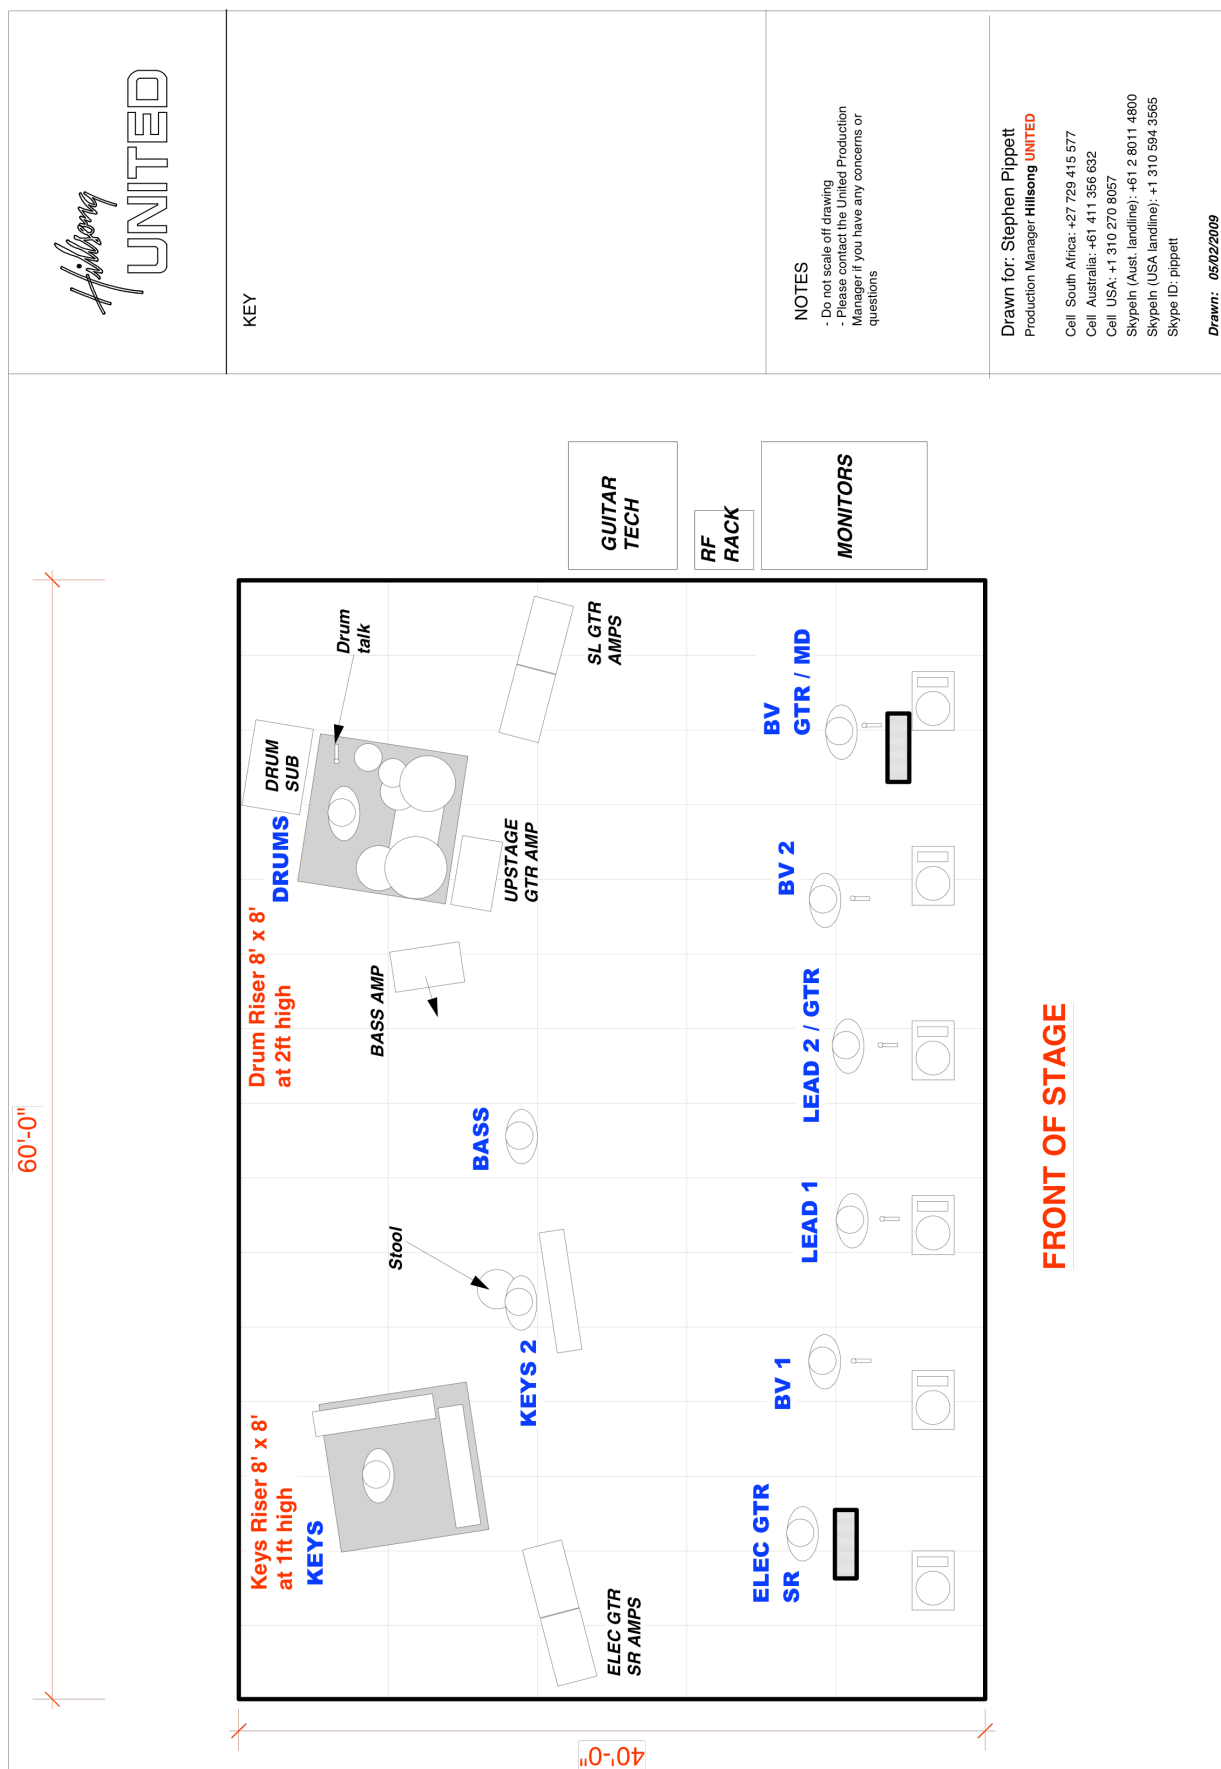 Hillsong
UNITED
KEY
NOTES
- Do not scale off drawing
- Please contact the United Production
Manager if you have any concerns or
questions
Drawn for: Stephen Pippett
Production Manager Hillsong UNITED
Cell South Africa: +27 729 415 577
Cell Australia: +61 411 356 632
Cell USA: +1 310 270 8057
SkypeIn (Aust. landline): +61 2 8011 4800
SkypeIn (USA landline): +1 310 594 3565
Skype ID: pippett
Drawn: 05/02/2009
60'-0"
40'-0"
Keys Riser 8' x 8'
at 1ft high
KEYS
Drum Riser 8' x 8'
at 2ft high
DRUMS
DRUM
SUB
Drum
talk
BASS AMP
UPSTAGE
GTR AMP
SL GTR
AMPS
Stool
KEYS 2
BASS
ELEC GTR
SR AMPS
GUITAR
TECH
RF
RACK
MONITORS
ELEC GTR
SR
BV 1
LEAD 1
LEAD 2 / GTR
BV 2
BV
GTR / MD
FRONT OF STAGE